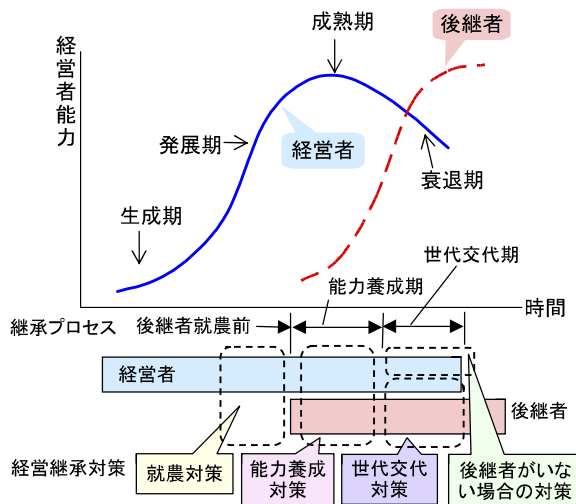 成熟期
後継者
経営者能力
発展期
経営者
衰退期
生成期
世代交代期
能力養成期
時間
継承プロセス
後継者就農前
経営者
後継者
経営継承対策
就農対策
能力養成
対策
世代交代
対策
後継者がいな
い場合の対策